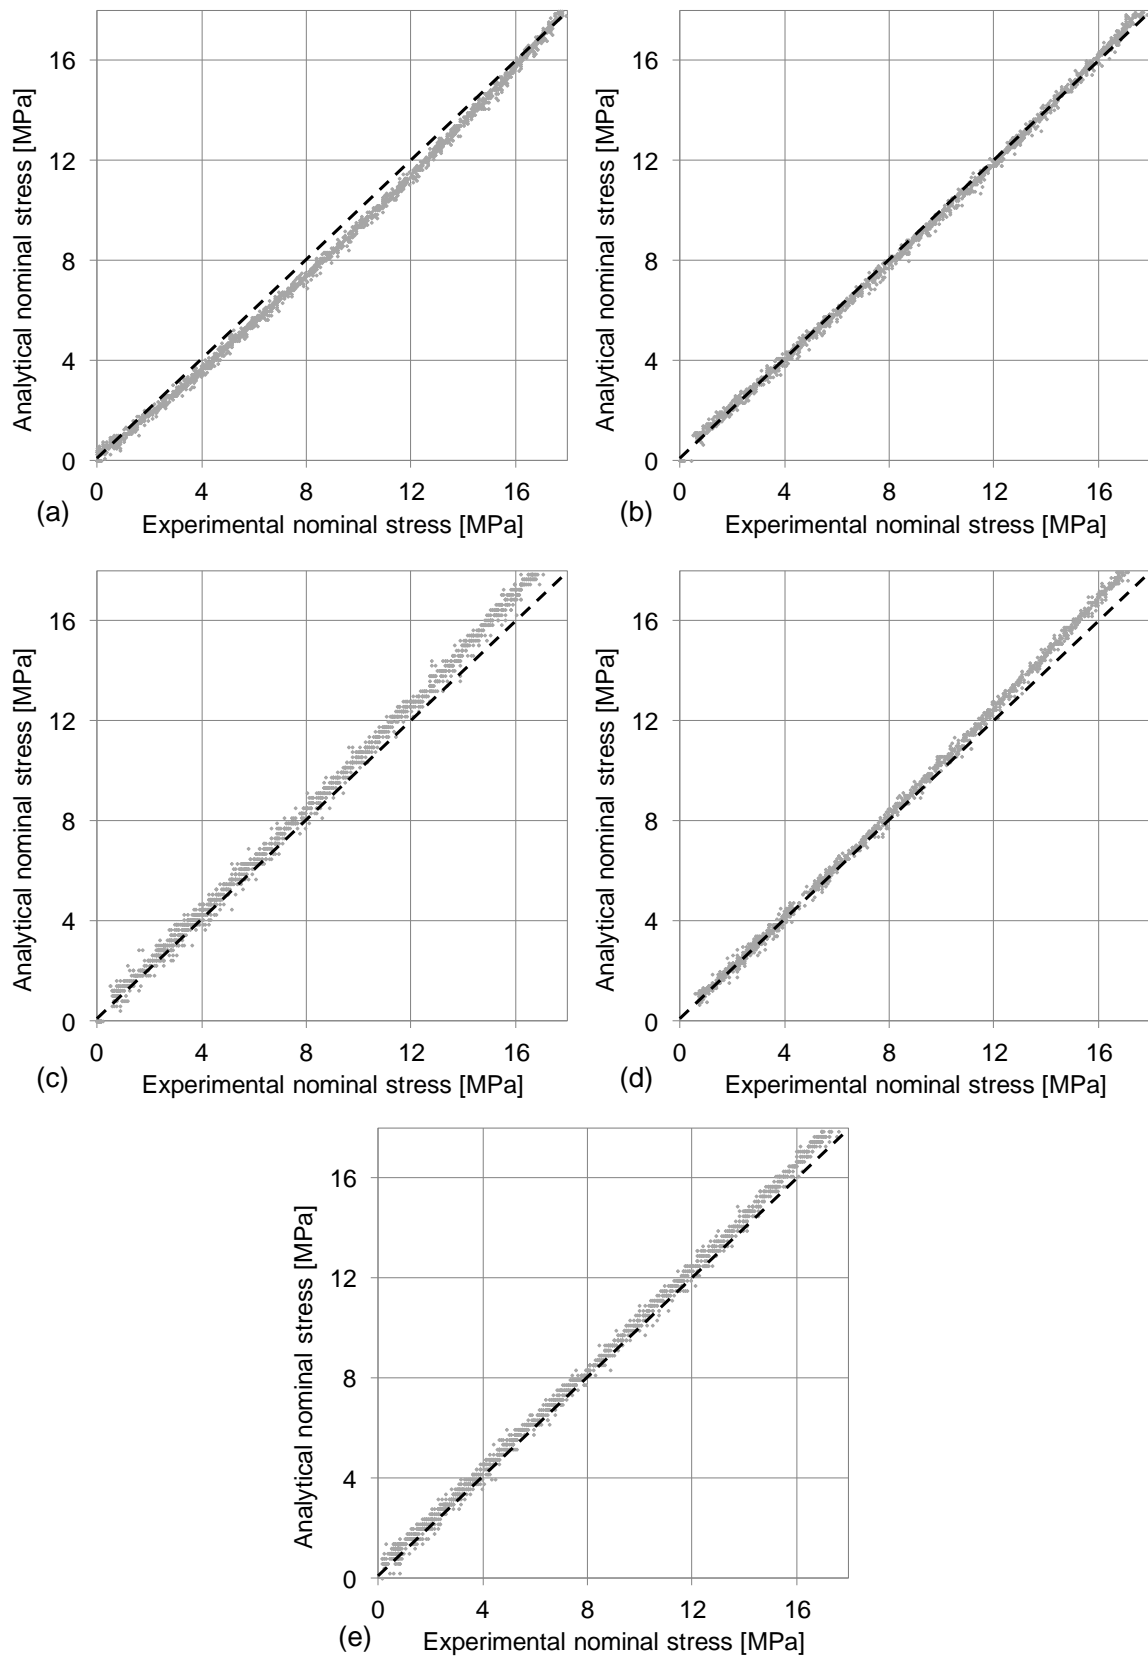 16
12
8
4
0
Analytical nominal stress [MPa]
0 4 8 12 16
(a) Experimental nominal stress [MPa]
16
12
8
4
0
Analytical nominal stress [MPa]
0 4 8 12 16
(b) Experimental nominal stress [MPa]
16
12
8
4
0
Analytical nominal stress [MPa]
0 4 8 12 16
(c) Experimental nominal stress [MPa]
16
12
8
4
0
Analytical nominal stress [MPa]
0 4 8 12 16
(d) Experimental nominal stress [MPa]
16
12
8
4
0
Analytical nominal stress [MPa]
0 4 8 12 16
(e) Experimental nominal stress [MPa]